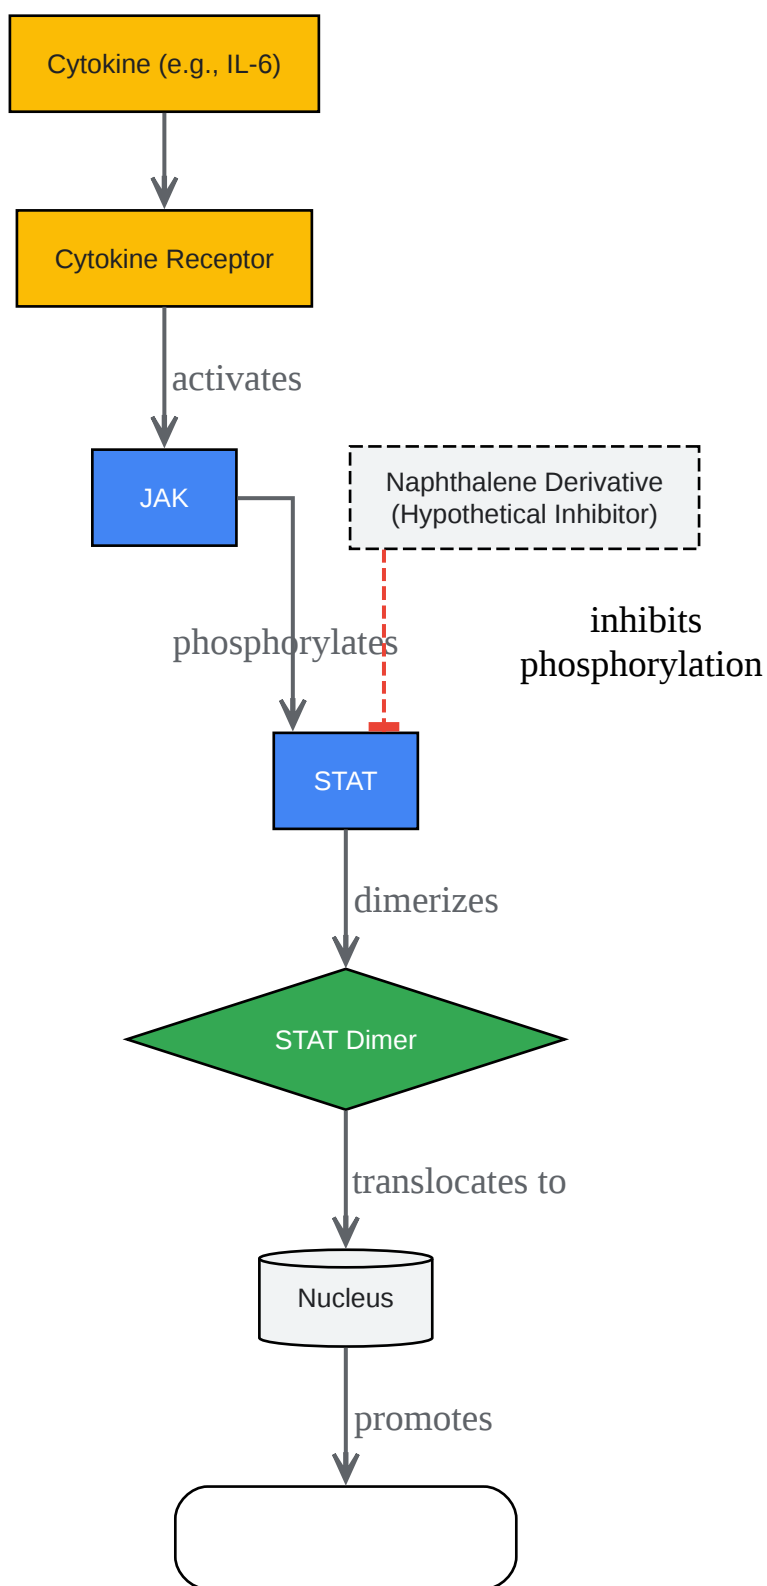 Cytokine (e.g., IL-6)
Cytokine Receptor
activates
JAK
Naphthalene Derivative
(Hypothetical Inhibitor)
phosphorylates
inhibits
phosphorylation
STAT
dimerizes
STAT Dimer
translocates to
Nucleus
promotes